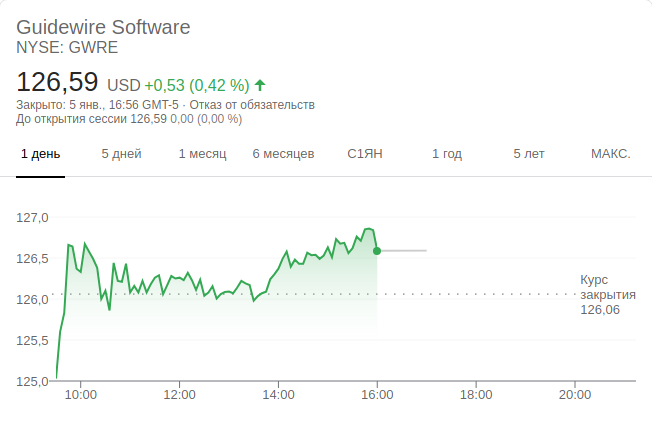 Guidewire Software
NYSE: GWRE
126,59 USD +0,53 (0,42 %)
Закрыто: 5 янв., 16:56 GMT-5 · Отказ от обязательств
До открытия сессии 126,59 0,00 (0,00 %)
1 день 5 дней 1 месяц 6 месяцев С1ЯН 1 год 5 лет МАКС.
127,0
126,5
126,0
125,5
125,0
Курс
закрытия
126,06
10:00 12:00 14:00 16:00 18:00 20:00